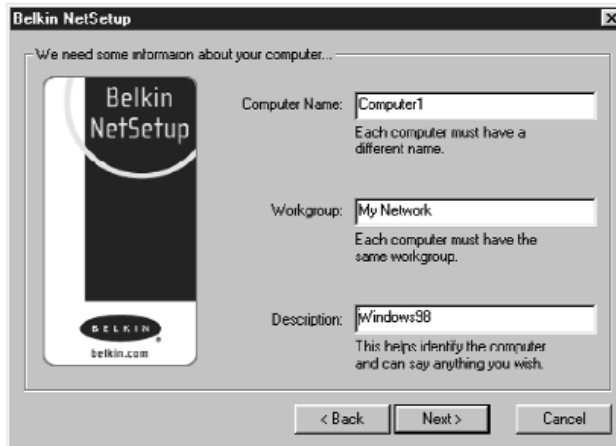 Belkin NetSetup
We need some informaion about your computer...
Belkin
NetSetup
BELKIN
belkin.com
Computer Name:
Computer1
Each computer must have a
different name.
Workgroup:
My Network
Each computer must have the
same workgroup.
Description:
Windows98
This helps identify the computer
and can say anything you wish.
< Back
Next >
Cancel